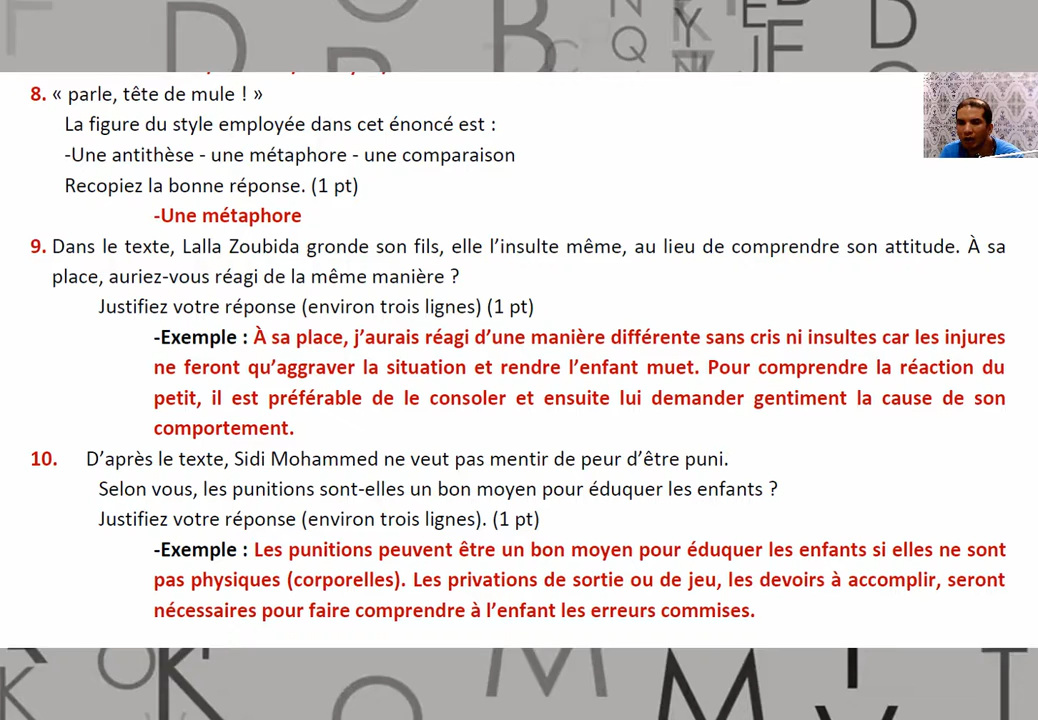 8. « parle, tête de mule ! »
La figure du style employée dans cet énoncé est :
-Une antithèse - une métaphore - une comparaison
Recopiez la bonne réponse. (1 pt)
-Une métaphore
9. Dans le texte, Lalla Zoubida gronde son fils, elle l’insulte même, au lieu de comprendre son attitude. À sa
place, auriez-vous réagi de la même manière ?
Justifiez votre réponse (environ trois lignes) (1 pt)
-Exemple : À sa place, j’aurais réagi d’une manière différente sans cris ni insultes car les injures
ne feront qu’aggraver la situation et rendre l’enfant muet. Pour comprendre la réaction du
petit, il est préférable de le consoler et ensuite lui demander gentiment la cause de son
comportement.
10. D’après le texte, Sidi Mohammed ne veut pas mentir de peur d’être puni.
Selon vous, les punitions sont-elles un bon moyen pour éduquer les enfants ?
Justifiez votre réponse (environ trois lignes). (1 pt)
-Exemple : Les punitions peuvent être un bon moyen pour éduquer les enfants si elles ne sont
pas physiques (corporelles). Les privations de sortie ou de jeu, les devoirs à accomplir, seront
nécessaires pour faire comprendre à l’enfant les erreurs commises.